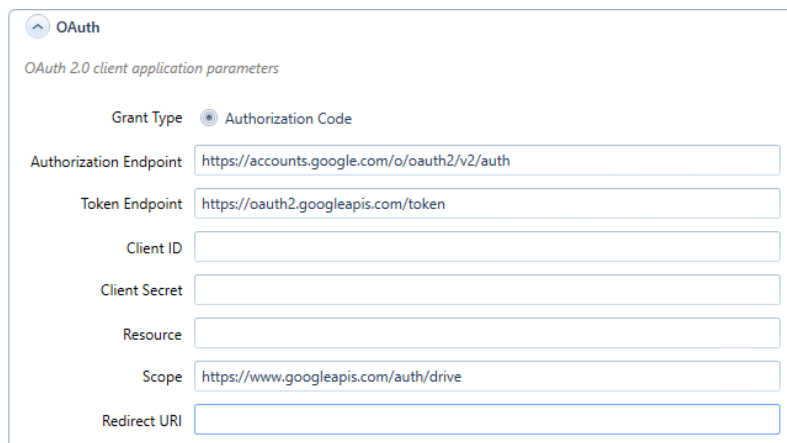 OAuth
OAuth 2.0 client application parameters
Grant Type Authorization Code
Authorization Endpoint https://accounts.google.com/o/oauth2/v2/auth
Token Endpoint https://oauth2.googleapis.com/token
Client ID
Client Secret
Resource
Scope https://www.googleapis.com/auth/drive
Redirect URI